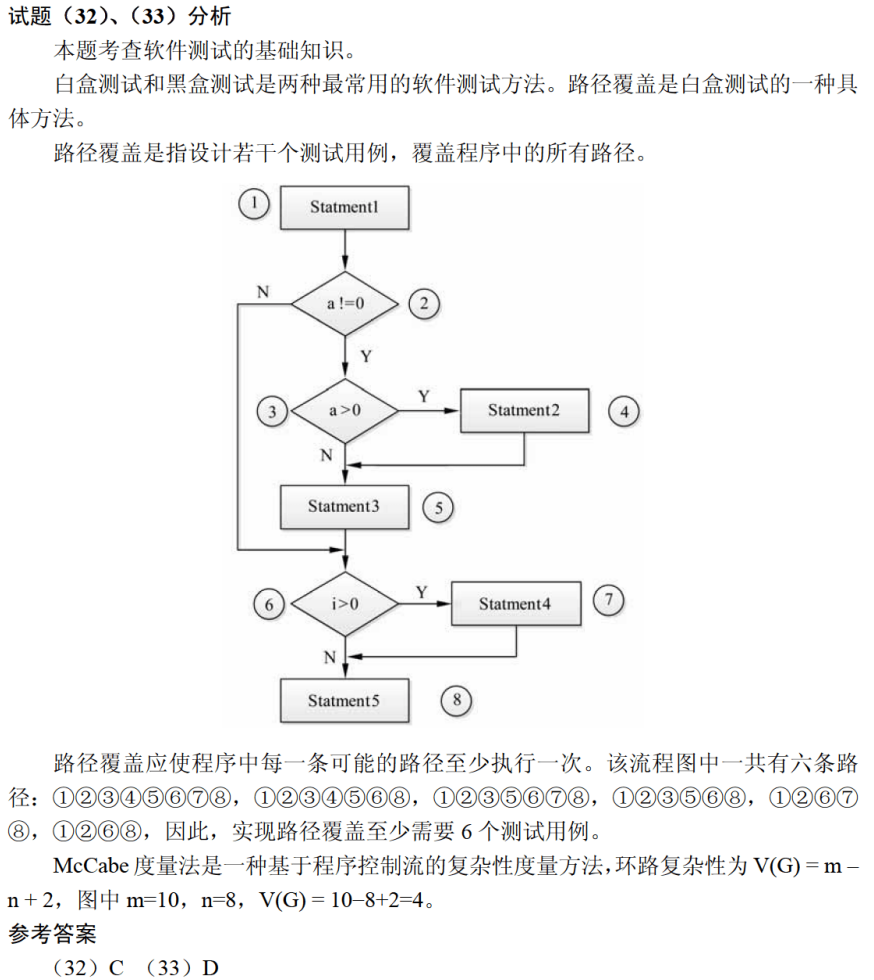 试题（32）、（33）分析
本题考查软件测试的基础知识。
白盒测试和黑盒测试是两种最常用的软件测试方法。路径覆盖是白盒测试的一种具
体方法。
路径覆盖是指设计若干个测试用例，覆盖程序中的所有路径。
① Statment1
N a !=0 ②
Y
③ a>0 Y Statment2 ④
N
Statment3 ⑤
⑥ i>0 Y Statment4 ⑦
N
Statment5 ⑧
路径覆盖应使程序中每一条可能的路径至少执行一次。该流程图中一共有六条路
径：①②③④⑤⑥⑦⑧，①②③④⑤⑥⑧，①②③⑤⑥⑦⑧，①②③⑤⑥⑧，①②⑥⑦
⑧，①②⑥⑧，因此，实现路径覆盖至少需要 6 个测试用例。
McCabe 度量法是一种基于程序控制流的复杂性度量方法，环路复杂性为 V(G) = m –
n + 2，图中 m=10，n=8，V(G) = 10−8+2=4。
参考答案
（32）C （33）D